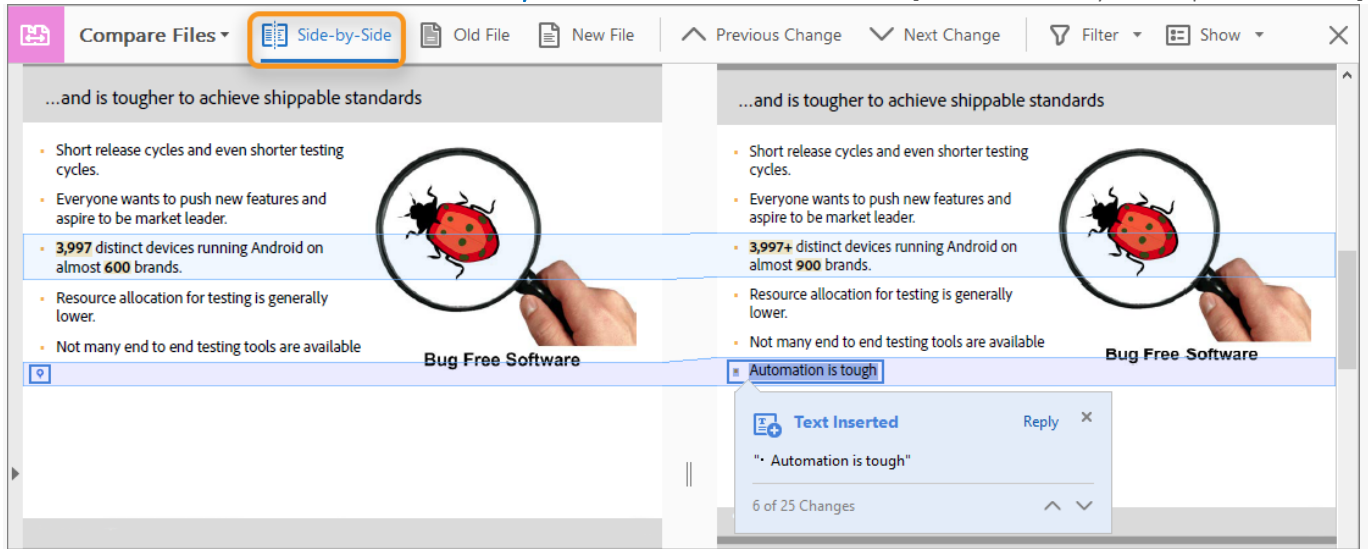 Compare Files Side-by-Side Old File New File Previous Change Next Change Filter Show
...and is tougher to achieve shippable standards
Short release cycles and even shorter testing
cycles.
Everyone wants to push new features and
aspire to be market leader.
3,997 distinct devices running Android on
almost 600 brands.
Resource allocation for testing is generally
lower.
Not many end to end testing tools are available
Bug Free Software
...and is tougher to achieve shippable standards
Short release cycles and even shorter testing
cycles.
Everyone wants to push new features and
aspire to be market leader.
3,997+ distinct devices running Android on
almost 900 brands.
Resource allocation for testing is generally
lower.
Not many end to end testing tools are available
Bug Free Software
Automation is tough
Text Inserted Reply
"· Automation is tough"
6 of 25 Changes